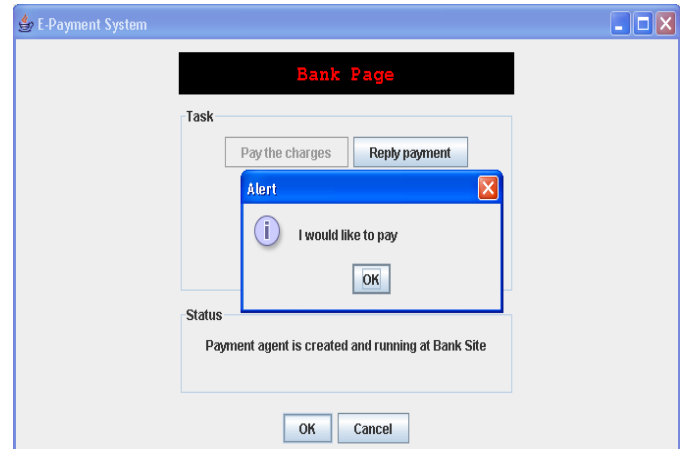 E-Payment System
Bank Page
Task
Pay the charges
Reply payment
Alert
I would like to pay
OK
Status
Payment agent is created and running at Bank Site
OK
Cancel